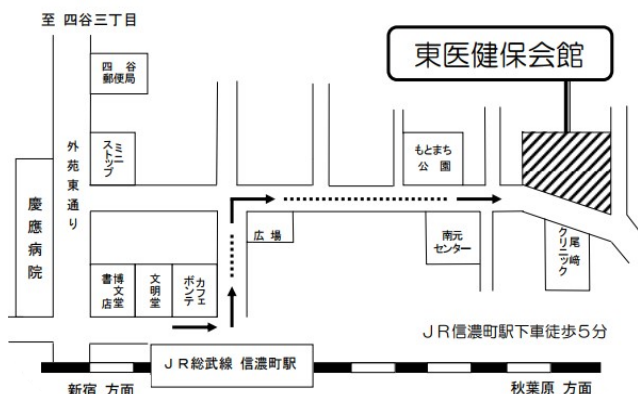 至 四谷三丁目
東医健保会館
四谷
郵便局
外苑東通り
ミニ
ストップ
もとまち
公園
慶應病院
広場
南元
センター
尾﨑
クリニック
博文堂
書店
文明堂
カフェ
ボンテ
JR信濃町駅下車徒歩5分
JR総武線 信濃町駅
新宿 方面
秋葉原 方面